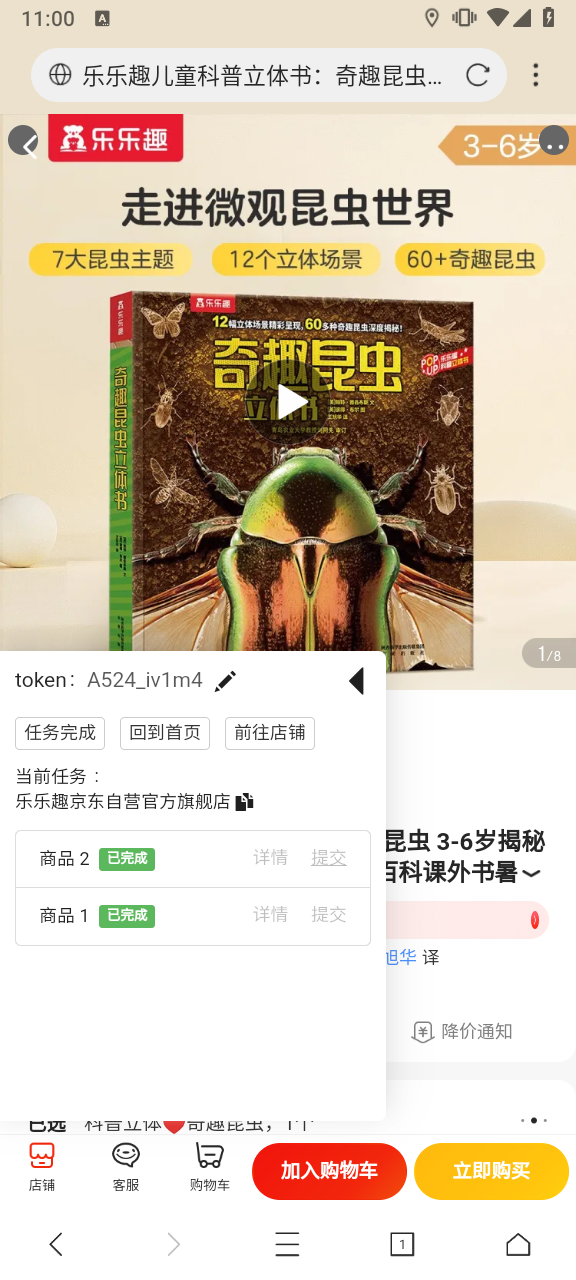 11:00
A
乐乐趣儿童科普立体书：奇趣昆虫...
乐乐趣
3-6岁
走进微观昆虫世界
7大昆虫主题
12个立体场景
60+奇趣昆虫
乐乐趣
12幅立体场景精彩呈现，60多种奇趣昆虫深度揭秘！
奇趣昆虫
立体书
POP UP
奇趣昆虫立体书
1/8
token： A524_iv1m4
任务完成
回到首页
前往店铺
当前任务：
乐乐趣京东自营官方旗舰店
商品 2 已完成 详情 提交
商品 1 已完成 详情 提交
昆虫 3-6岁揭秘
百科课外书暑
旭华 译
降价通知
已选 科普立体❤️奇趣昆虫，1个
店铺
客服
购物车
加入购物车
立即购买
1